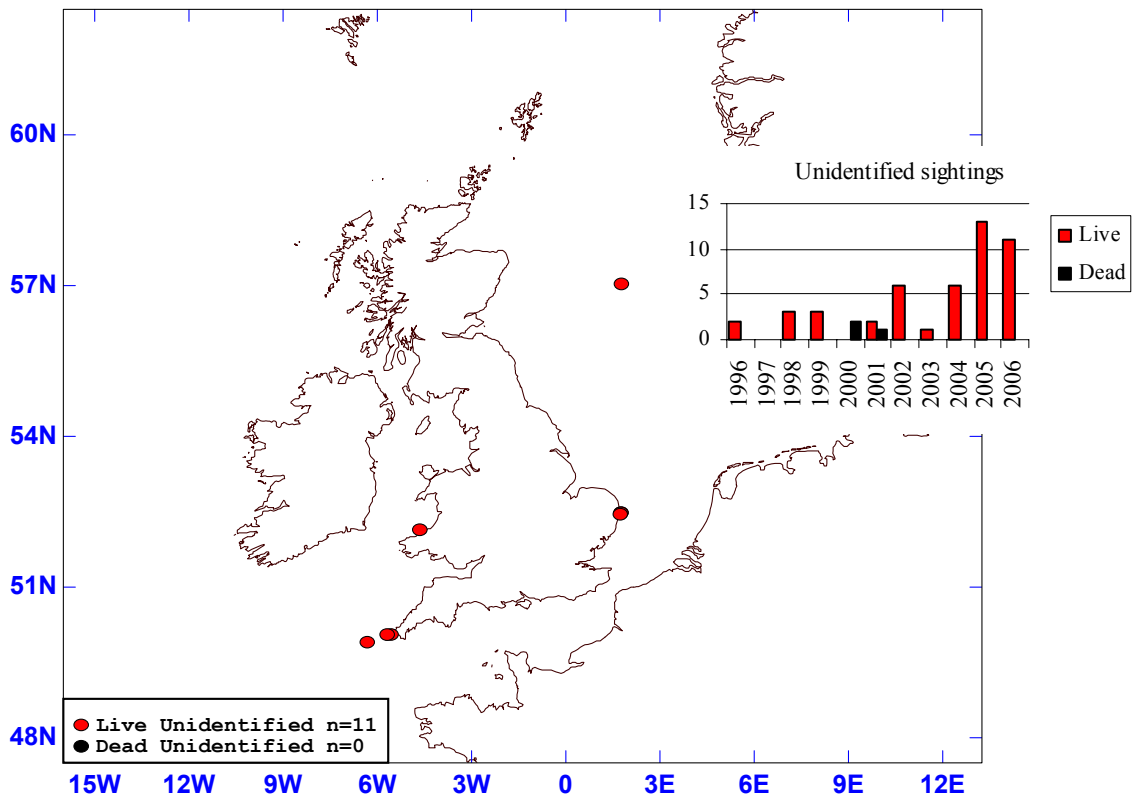 60N
57N
54N
51N
48N
15W 12W 9W 6W 3W 0 3E 6E 9E 12E
Unidentified sightings
15
10
5
0
1996 1997 1998 1999 2000 2001 2002 2003 2004 2005 2006
Live
Dead
Live Unidentified n=11
Dead Unidentified n=0